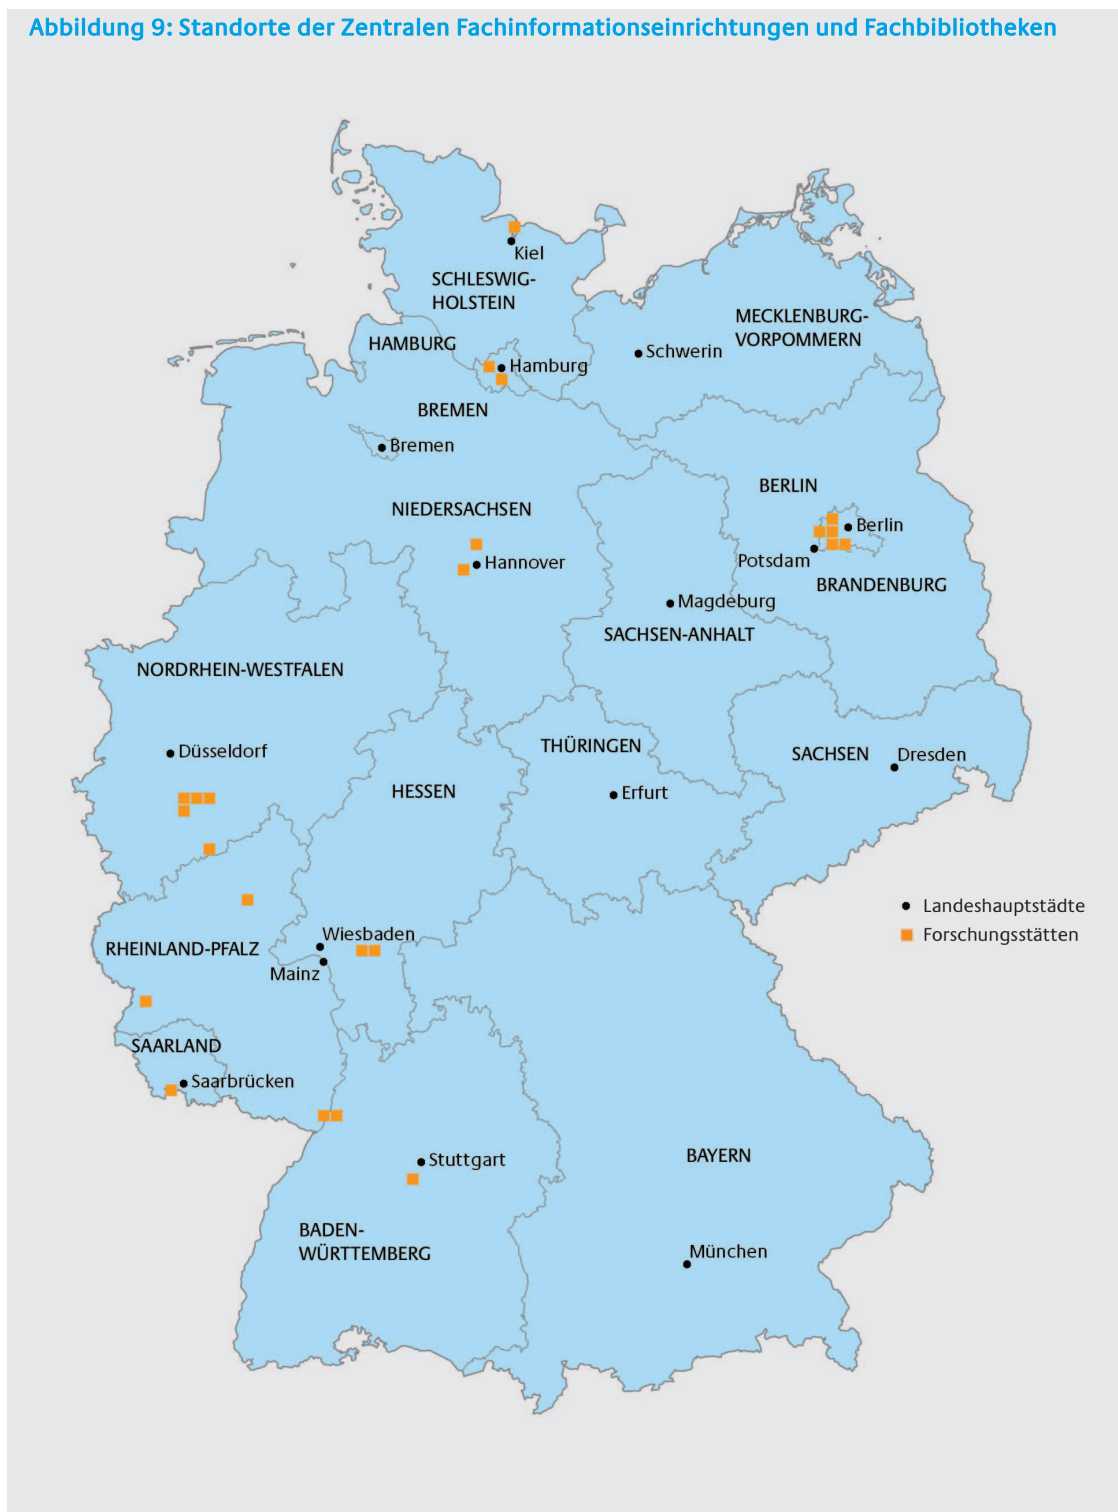 Abbildung 9: Standorte der Zentralen Fachinformationseinrichtungen und Fachbibliotheken
Kiel
SCHLESWIG-
HOLSTEIN
MECKLENBURG-
VORPOMMERN
HAMBURG
Schwerin
Hamburg
BREMEN
Bremen
BERLIN
NIEDERSACHSEN
Berlin
Hannover
Potsdam
BRANDENBURG
Magdeburg
SACHSEN-ANHALT
NORDRHEIN-WESTFALEN
Düsseldorf
THÜRINGEN
SACHSEN
Dresden
HESSEN
Erfurt
Landeshauptstädte
Forschungsstätten
Wiesbaden
RHEINLAND-PFALZ
Mainz
SAARLAND
Saarbrücken
Stuttgart
BAYERN
BADEN-
WÜRTTEMBERG
München